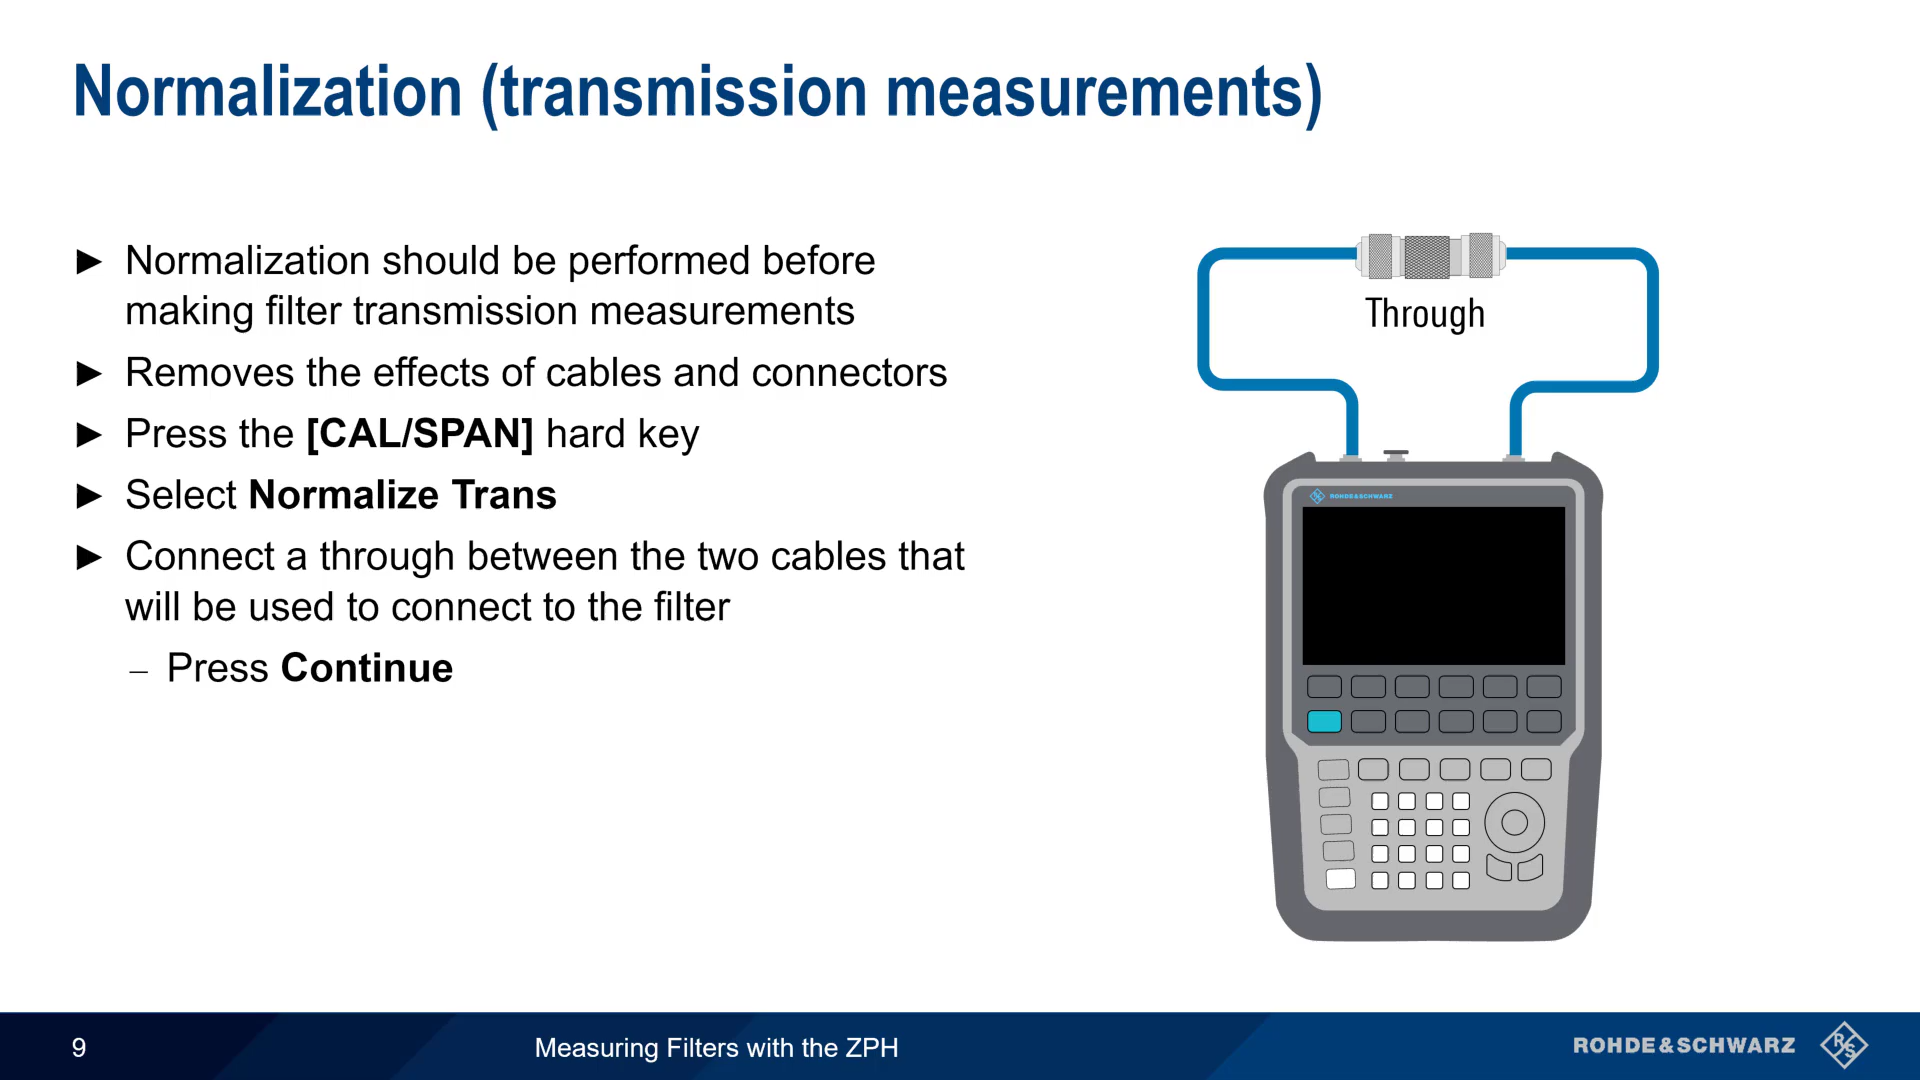 Normalization (transmission measurements)
► Normalization should be performed before
making filter transmission measurements
► Removes the effects of cables and connectors
► Press the [CAL/SPAN] hard key
► Select Normalize Trans
► Connect a through between the two cables that
will be used to connect to the filter
– Press Continue
Through
ROHDE&SCHWARZ
9
Measuring Filters with the ZPH
ROHDE&SCHWARZ
R S